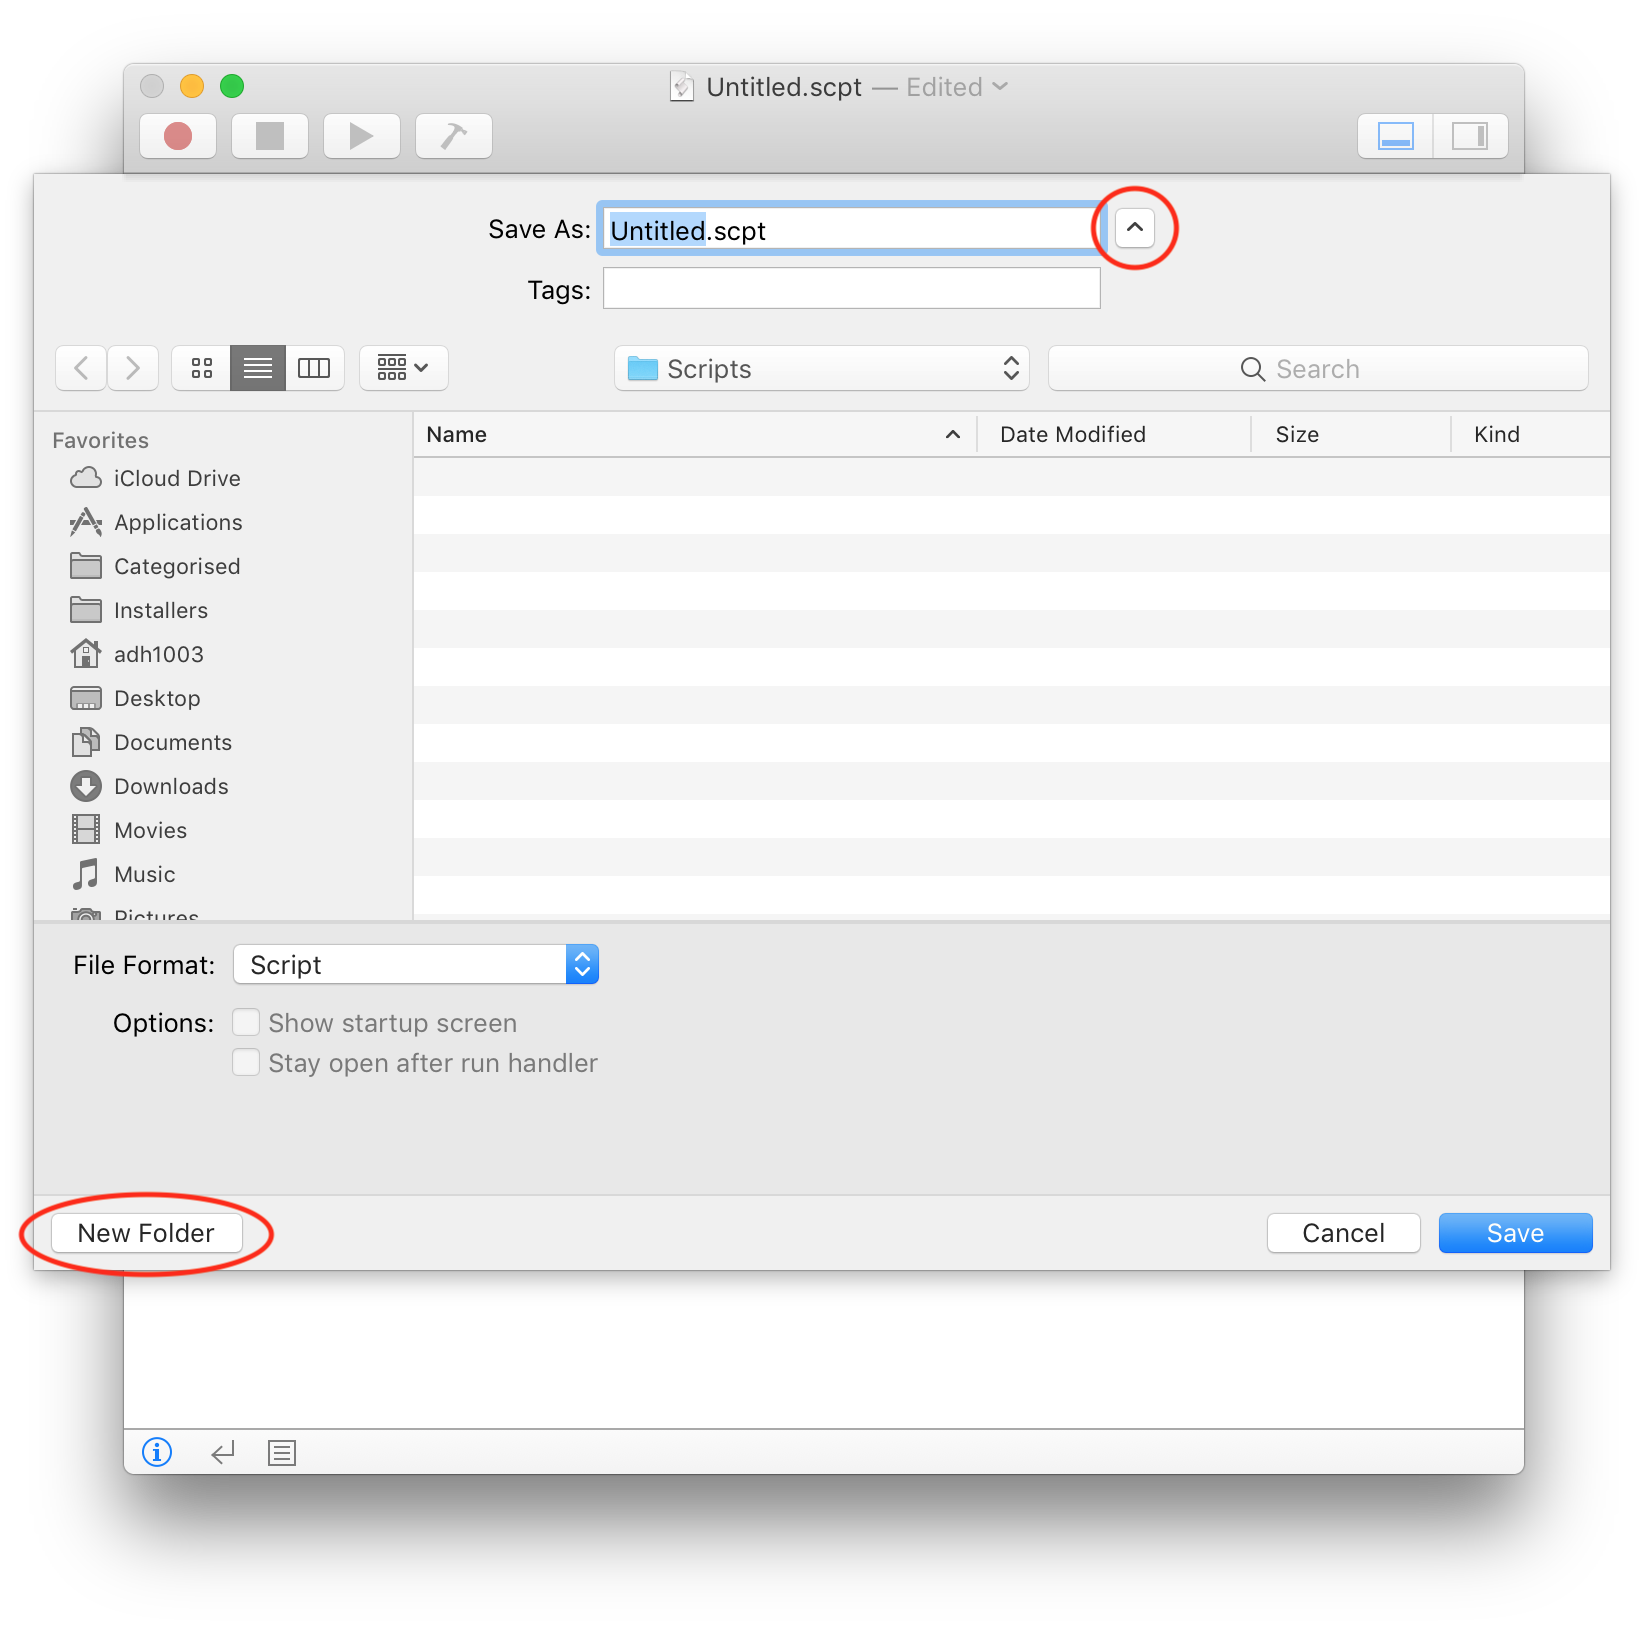 Untitled.scpt — Edited
Save As: Untitled.scpt
Tags:
Scripts
Search
Favorites
Name Date Modified Size Kind
iCloud Drive
Applications
Categorised
Installers
adh1003
Desktop
Documents
Downloads
Movies
Music
Pictures
File Format: Script
Options: Show startup screen
Stay open after run handler
New Folder Cancel Save